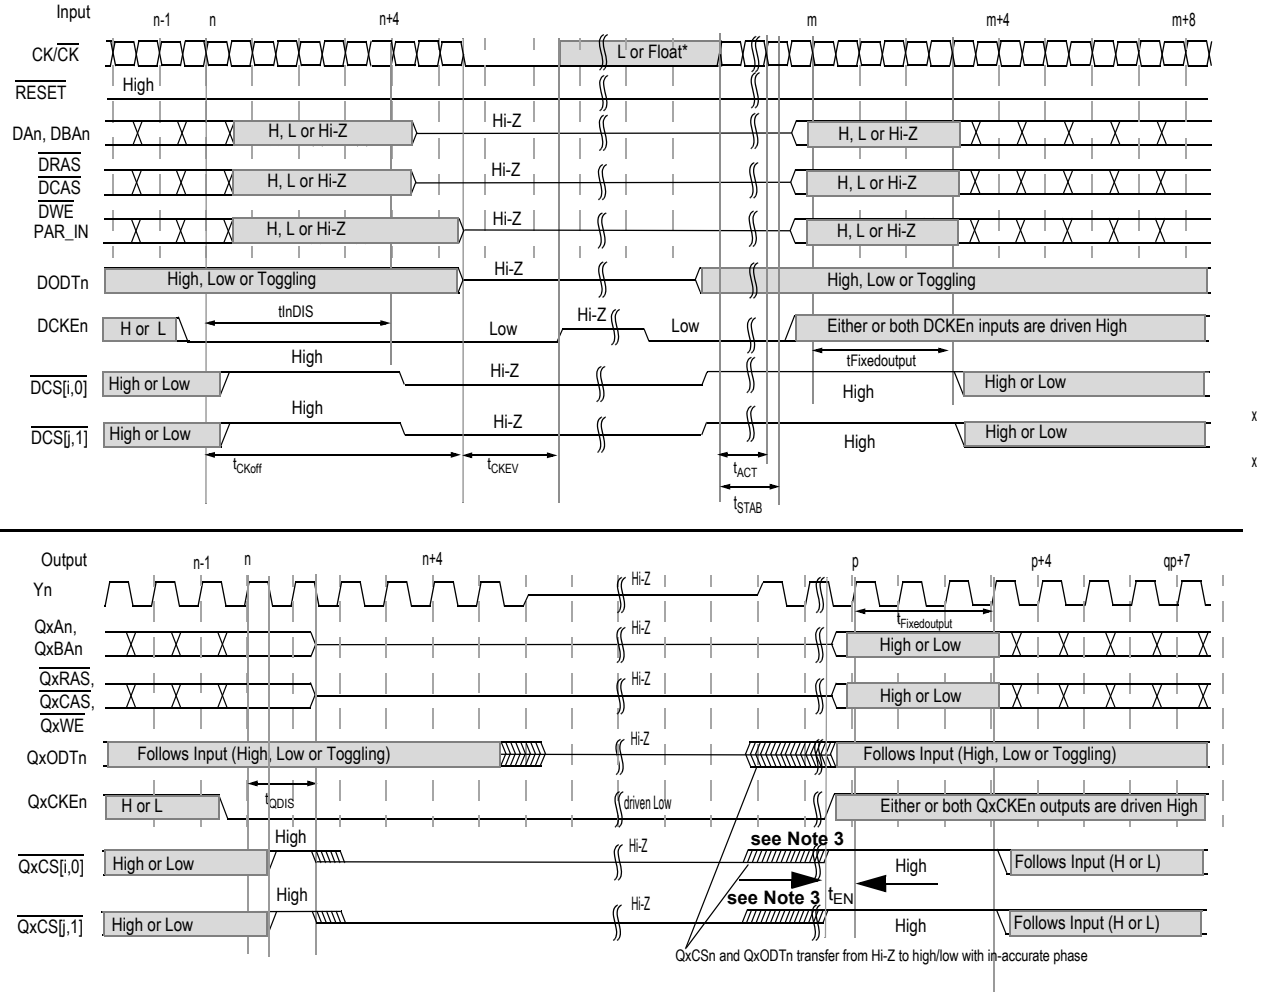 Input
n-1 n n+4 m m+4 m+8
CK/CK L or Float*
RESET High
DAn, DBAn H, L or Hi-Z Hi-Z H, L or Hi-Z
DRAS
DCAS H, L or Hi-Z Hi-Z H, L or Hi-Z
DWE
PAR_IN H, L or Hi-Z Hi-Z H, L or Hi-Z
DODTn High, Low or Toggling Hi-Z High, Low or Toggling
DCKEn H or L tInDIS Low Hi-Z Low Either or both DCKEn inputs are driven High
tFixedoutput
DCS[i,0] High or Low High Hi-Z High High or Low
DCS[j,1] High or Low High Hi-Z High High or Low
x
x
tCKoff tCKEV tACT
tSTAB
Output
n-1 n n+4 p p+4 qp+7
Yn Hi-Z
tFixedoutput
QxAn,
QxBAn Hi-Z High or Low
QxRAS,
QxCAS, Hi-Z High or Low
QxWE
QxODTn Follows Input (High, Low or Toggling) Hi-Z Follows Input (High, Low or Toggling)
tQDIS
QxCKEn H or L driven Low Either or both QxCKEn outputs are driven High
QxCS[i,0] High or Low High Hi-Z see Note 3 High Follows Input (H or L)
see Note 3 tEN
QxCS[j,1] High or Low High Hi-Z High Follows Input (H or L)
QxCSn and QxODTn transfer from Hi-Z to high/low with in-accurate phase